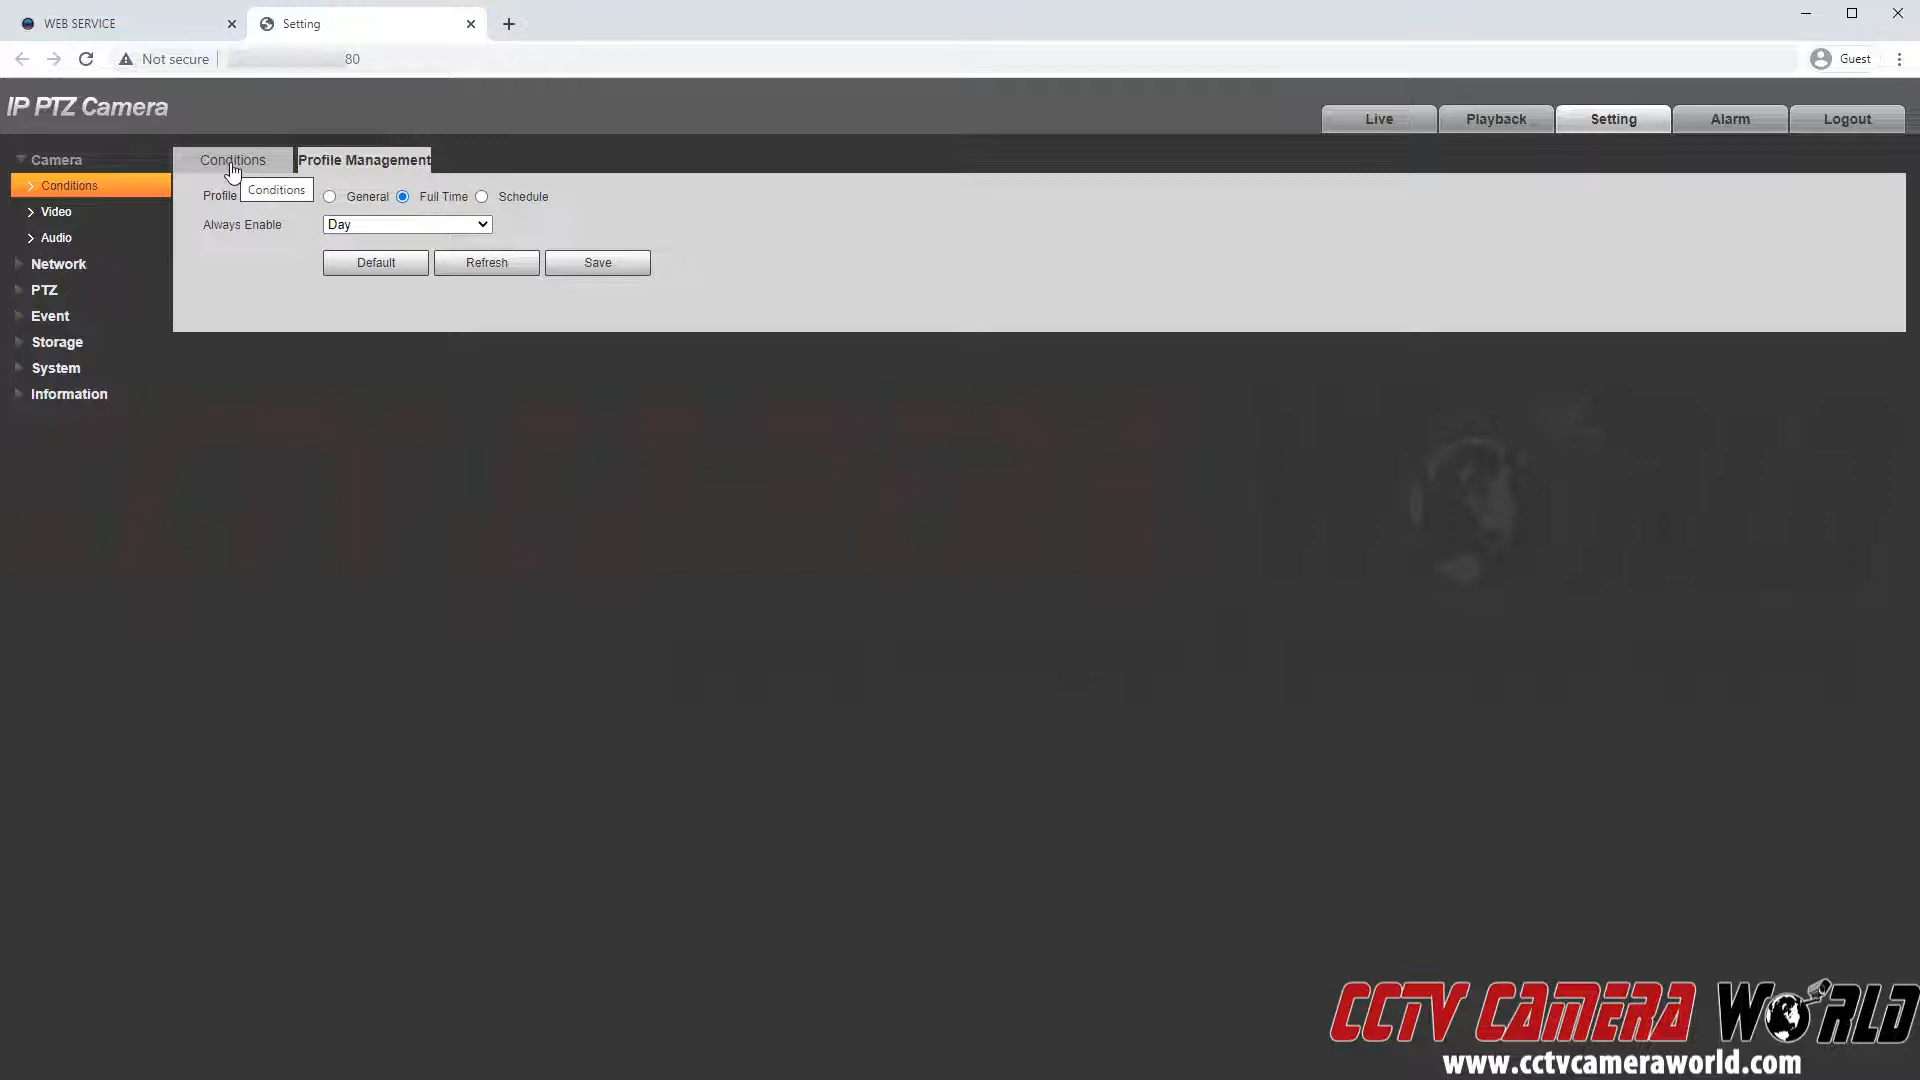 WEB SERVICE
Setting
Not secure
80
Guest
IP PTZ Camera
Live
Playback
Setting
Alarm
Logout
Camera
Conditions
Video
Audio
Network
PTZ
Event
Storage
System
Information
Conditions
Profile Management
Conditions
Profile
General
Full Time
Schedule
Always Enable
Day
Default
Refresh
Save
CCTV CAMERA WORLD
www.cctvcameraworld.com